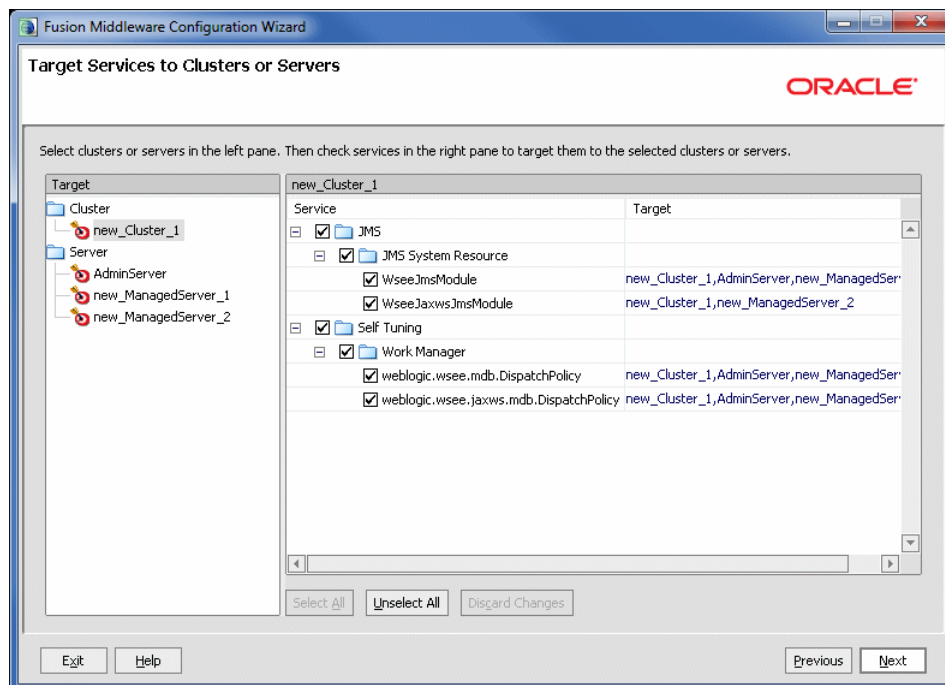 Fusion Middleware Configuration Wizard
Target Services to Clusters or Servers
ORACLE
Select clusters or servers in the left pane. Then check services in the right pane to target them to the selected clusters or servers.
Target
Cluster
new_Cluster_1
Server
AdminServer
new_ManagedServer_1
new_ManagedServer_2
new_Cluster_1
Service Target
JMS
JMS System Resource
WseeJmsModule new_Cluster_1,AdminServer,new_ManagedSer
WseeJaxwsJmsModule new_Cluster_1,new_ManagedServer_2
Self Tuning
Work Manager
weblogic.wsee.mdb.DispatchPolicy new_Cluster_1,AdminServer,new_ManagedSer
weblogic.wsee.jaxws.mdb.DispatchPolicy new_Cluster_1,AdminServer,new_ManagedSer
Select All Unselect All Discard Changes
Exit Help Previous Next